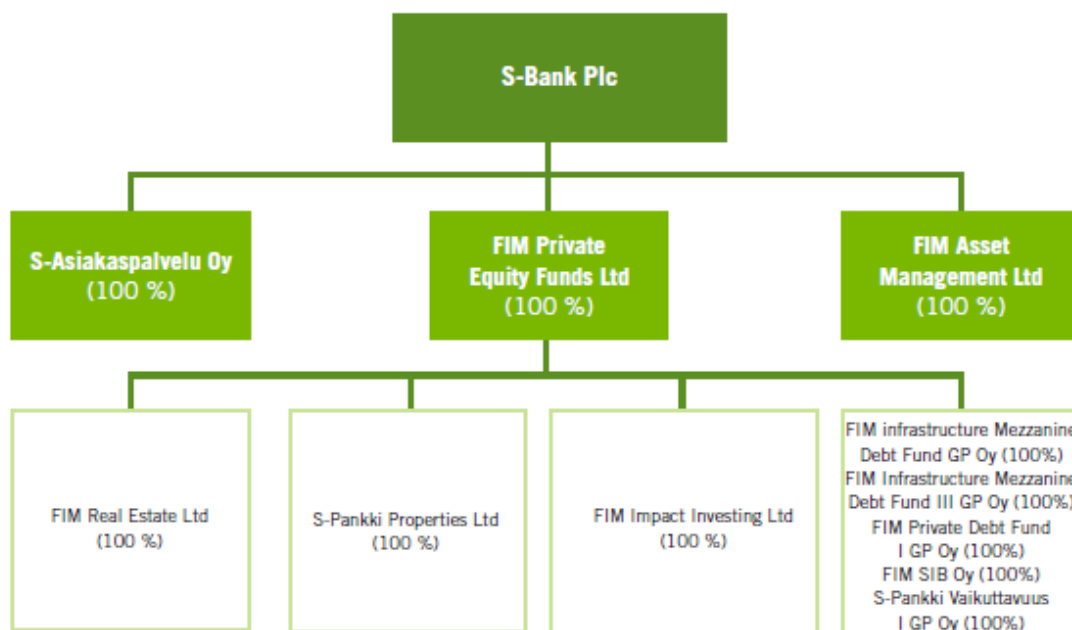 S-Bank Plc
S-Asiakaspalvelu Oy
(100 %)
FIM Private
Equity Funds Ltd
(100 %)
FIM Asset
Management Ltd
(100 %)
FIM Real Estate Ltd
(100 %)
S-Pankki Properties Ltd
(100 %)
FIM Impact Investing Ltd
(100 %)
FIM infrastructure Mezzanine
Debt Fund GP Oy (100%)
FIM Infrastructure Mezzanine
Debt Fund III GP Oy (100%)
FIM Private Debt Fund
I GP Oy (100%)
FIM SIB Oy (100%)
S-Pankki Vaikuttavuus
I GP Oy (100%)